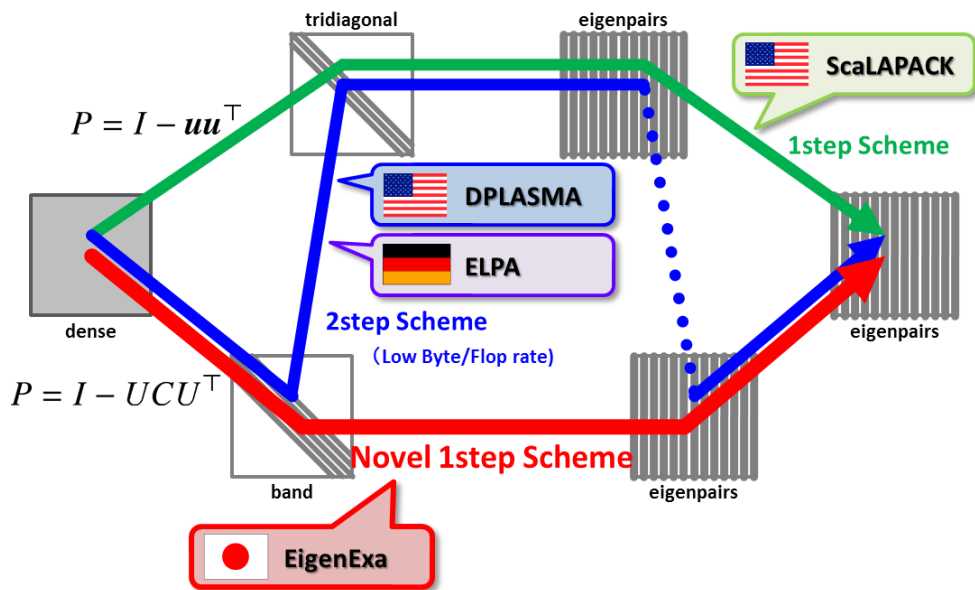 tridiagonal
eigenpairs
ScaLAPACK
P = I − uu⊤
1step Scheme
DPLASMA
ELPA
dense
2step Scheme
（Low Byte/Flop rate)
eigenpairs
P = I − UCU⊤
Novel 1step Scheme
band
eigenpairs
EigenExa